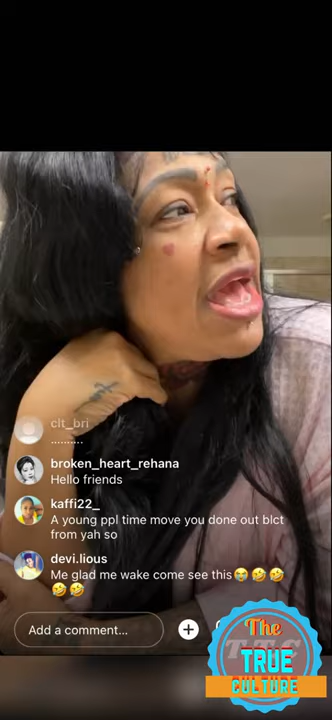 clt_bri
..........
broken_heart_rehana
Hello friends
kaffi22_
A young ppl time move you done out blct
from yah so
devi.lious
Me glad me wake come see this😭🤣🤣
🤣🤣
Add a comment...
The
TTC
TRUE
CULTURE